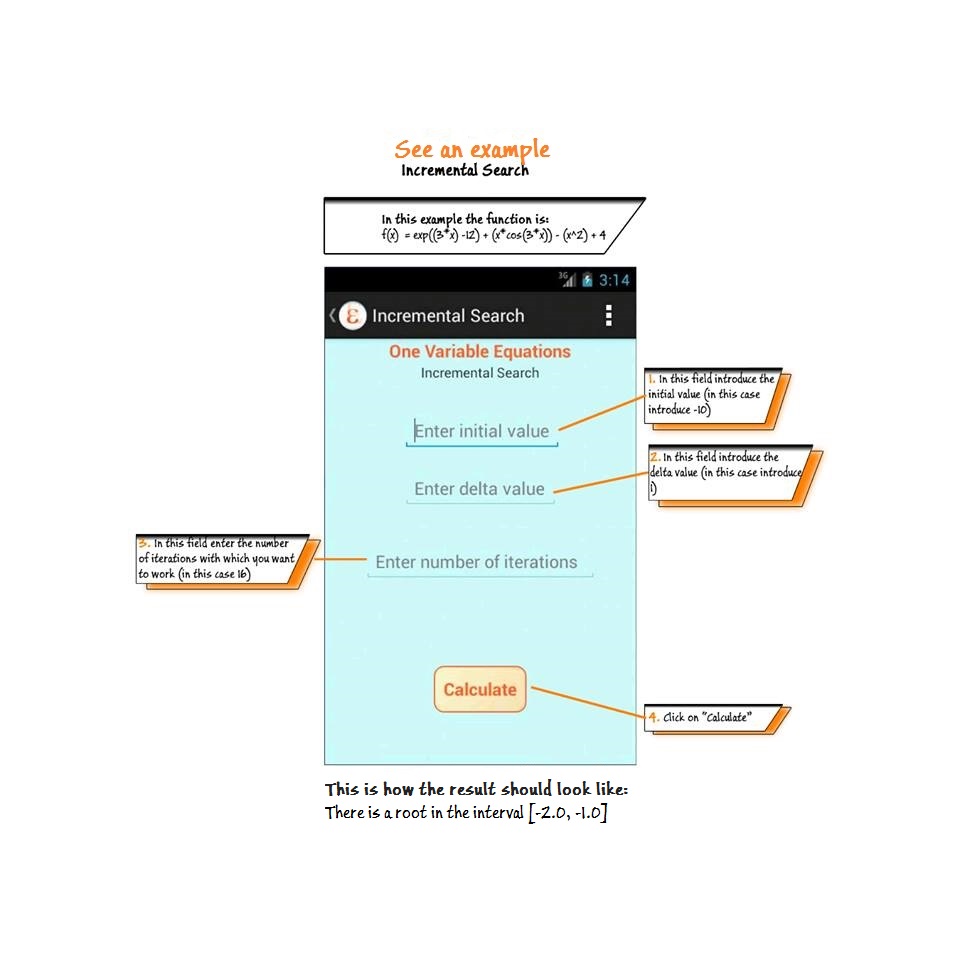 See an example
Incremental Search
In this example the function is:
f(x) = exp((3*x) -12) + (x*cos(3*x)) - (x^2) + 4
3G 3:14
ε Incremental Search
One Variable Equations
Incremental Search
1. In this field introduce the
initial value (in this case
introduce -10)
Enter initial value
2. In this field introduce the
delta value (in this case introduce
1)
Enter delta value
3. In this field enter the number
of iterations with which you want
to work (in this case 16)
Enter number of iterations
Calculate
4. Click on "Calculate"
This is how the result should look like:
There is a root in the interval [-2.0, -1.0]